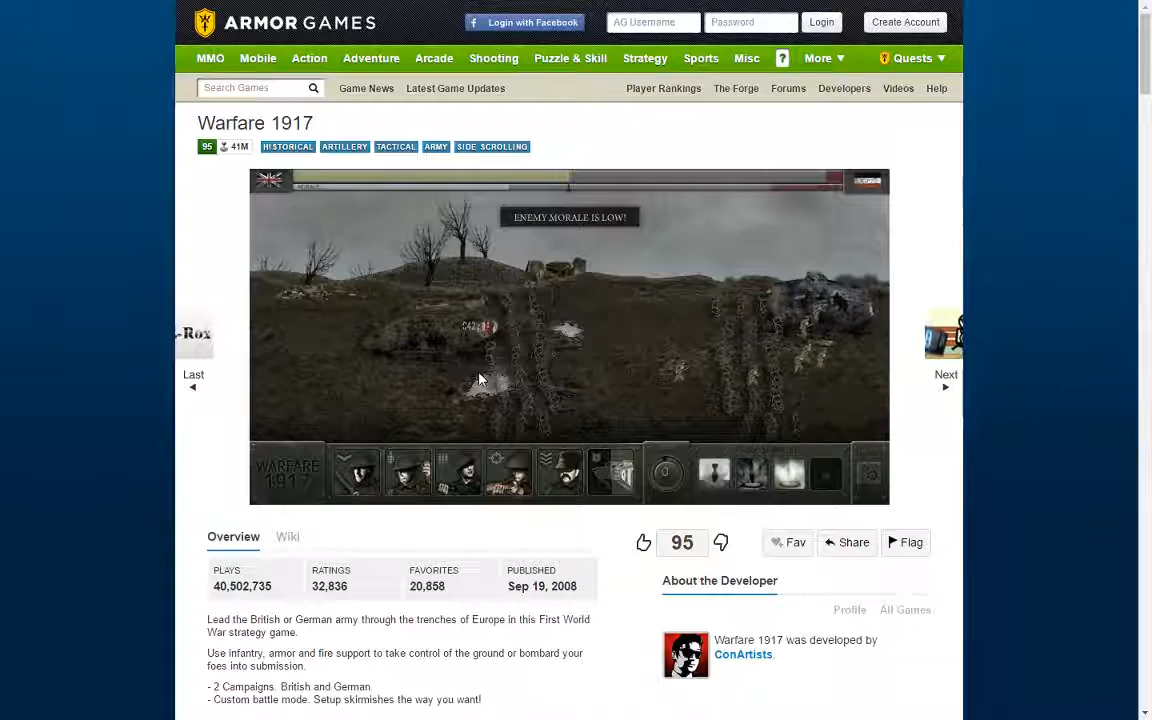 ARMOR GAMES
Login with Facebook
AG Username
Password
Login
Create Account
MMO Mobile Action Adventure Arcade Shooting Puzzle & Skill Strategy Sports Misc ? More Quests
Search Games
Game News Latest Game Updates
Player Rankings The Forge Forums Developers Videos Help
Warfare 1917
95 41M HISTORICAL ARTILLERY TACTICAL ARMY SIDE SCROLLING
MORALE
ENEMY MORALE IS LOW!
-Rox
Last
Next
WARFARE
1917
0
Overview Wiki
95 Fav Share Flag
PLAYS RATINGS FAVORITES PUBLISHED
40,502,735 32,836 20,858 Sep 19, 2008
About the Developer
Profile All Games
Lead the British or German army through the trenches of Europe in this First World
War strategy game.
Use infantry, armor and fire support to take control of the ground or bombard your
foes into submission.
- 2 Campaigns. British and German.
- Custom battle mode. Setup skirmishes the way you want!
Warfare 1917 was developed by
ConArtists.